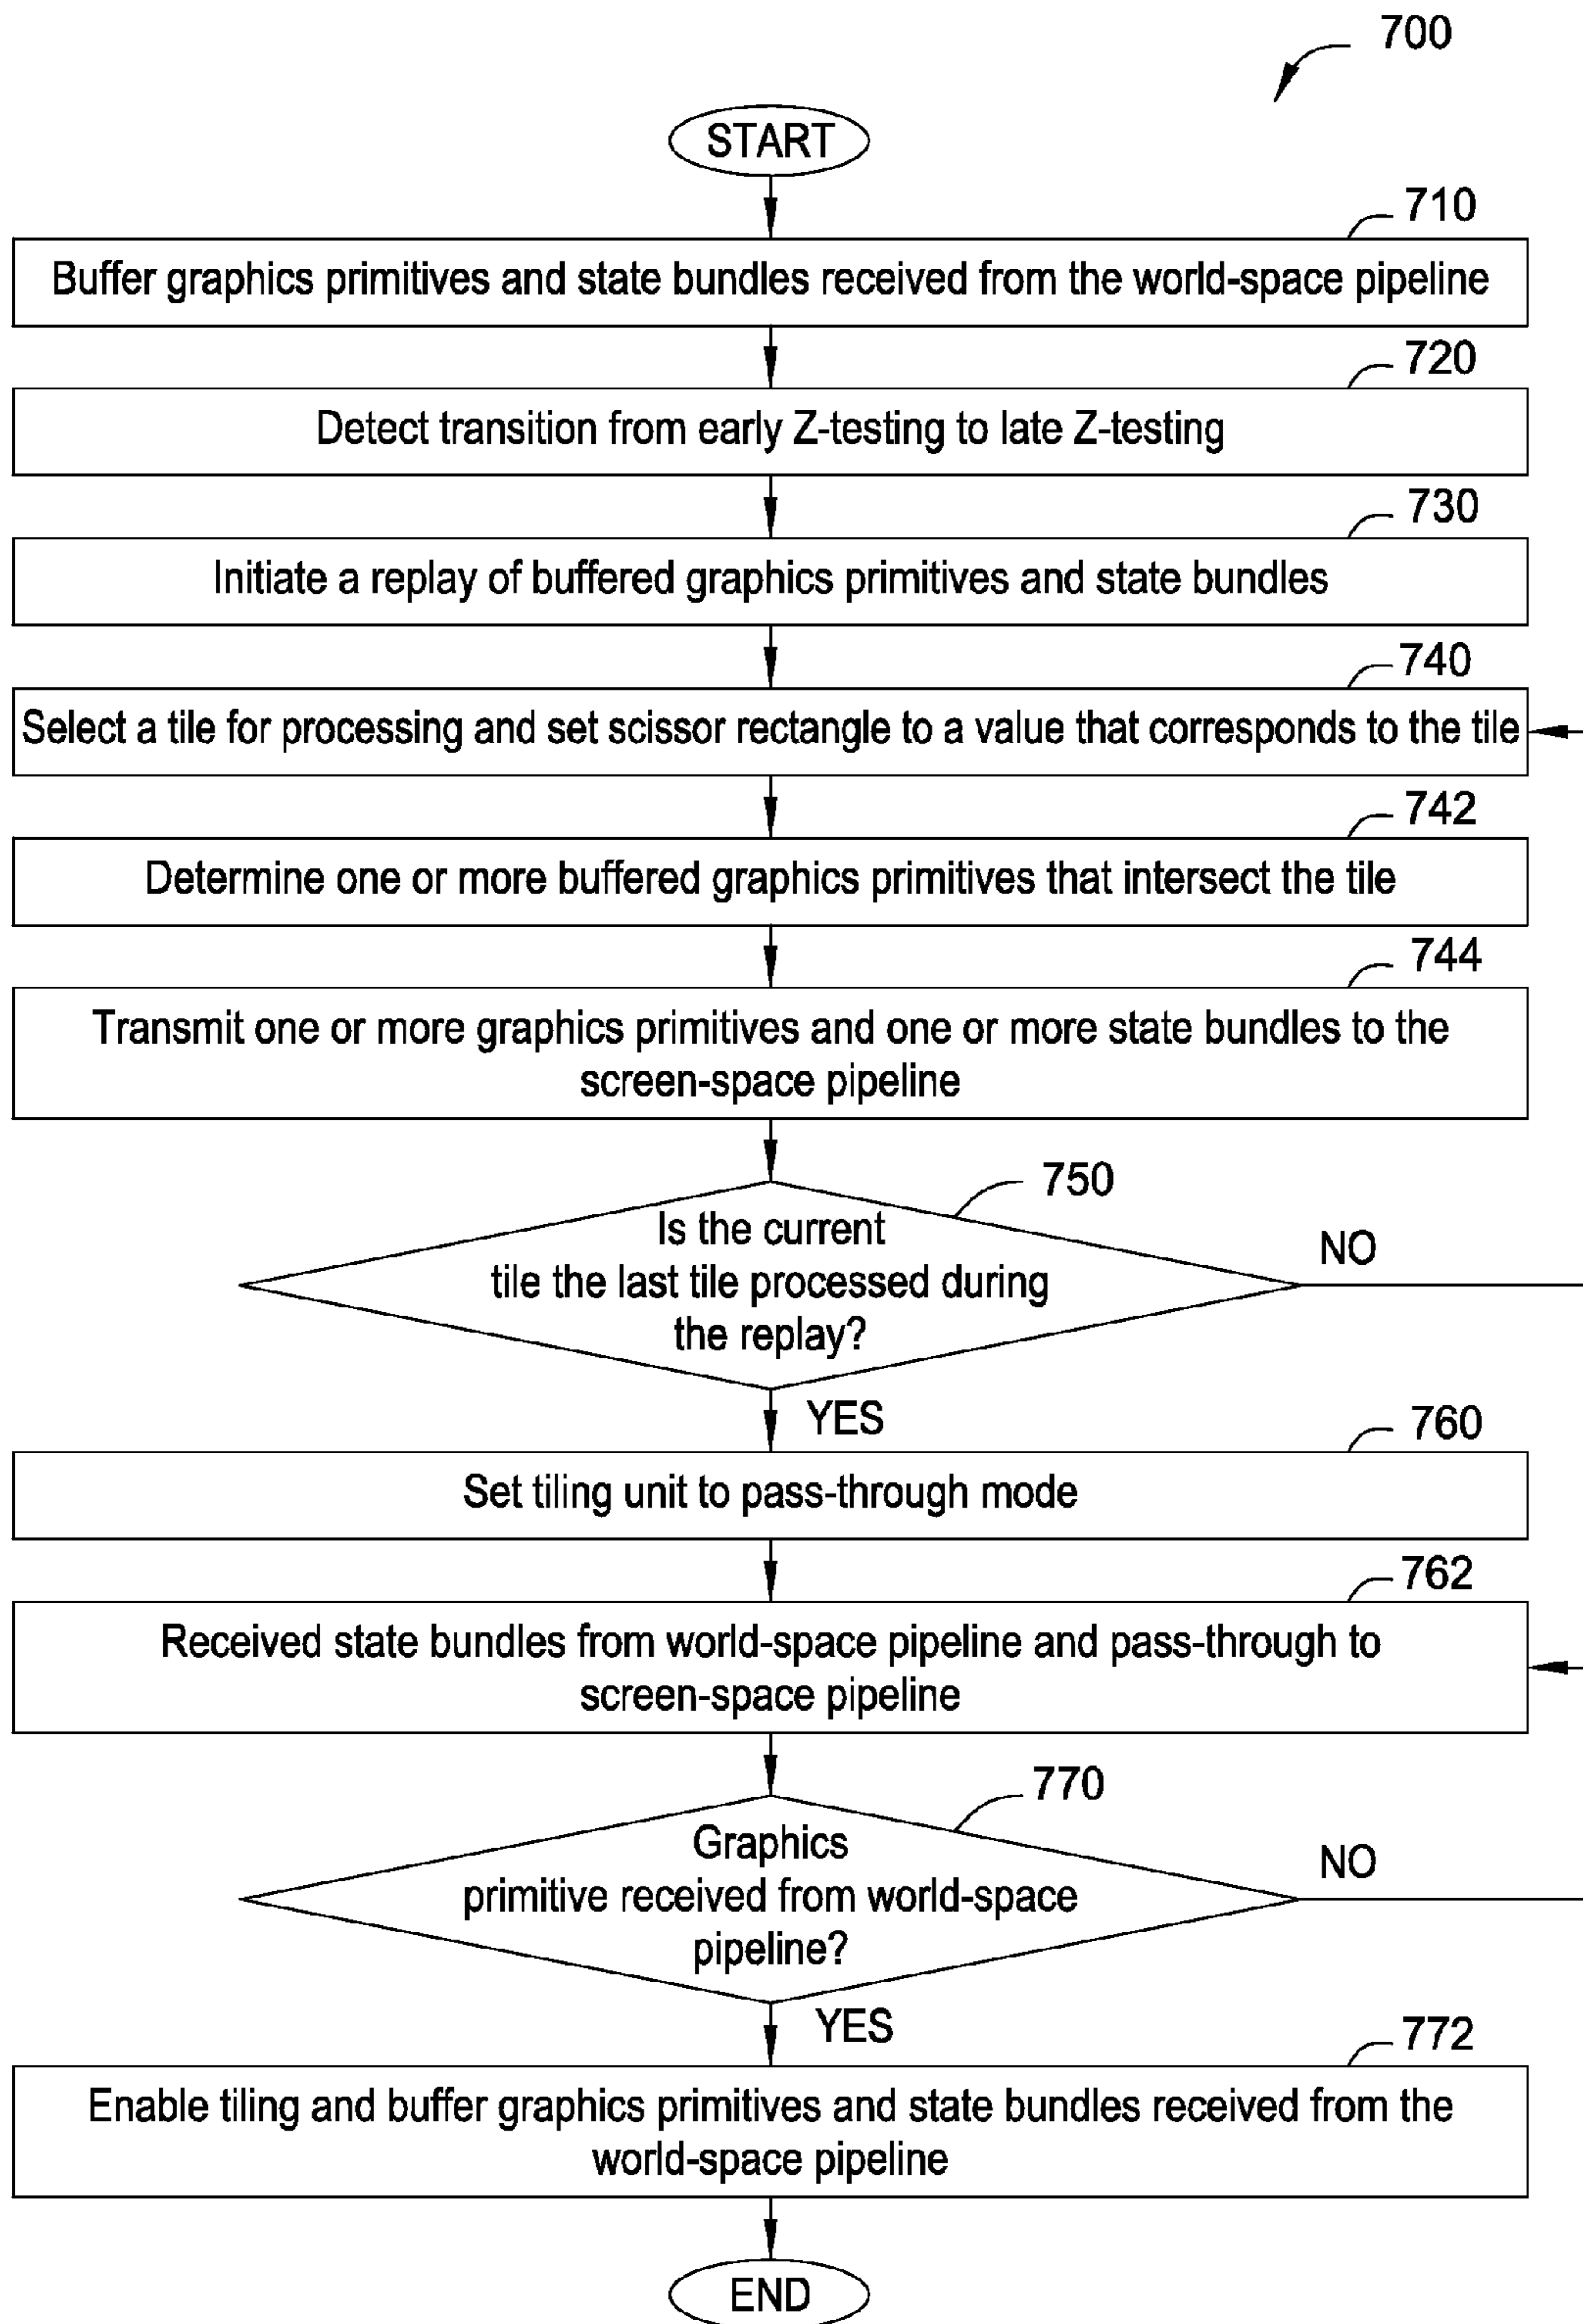 700
START
710
Buffer graphics primitives and state bundles received from the world-space pipeline
720
Detect transition from early Z-testing to late Z-testing
730
Initiate a replay of buffered graphics primitives and state bundles
740
Select a tile for processing and set scissor rectangle to a value that corresponds to the tile
742
Determine one or more buffered graphics primitives that intersect the tile
744
Transmit one or more graphics primitives and one or more state bundles to the
screen-space pipeline
750
Is the current
tile the last tile processed during
the replay?
NO
YES
760
Set tiling unit to pass-through mode
762
Received state bundles from world-space pipeline and pass-through to
screen-space pipeline
770
Graphics
primitive received from world-space
pipeline?
NO
YES
772
Enable tiling and buffer graphics primitives and state bundles received from the
world-space pipeline
END